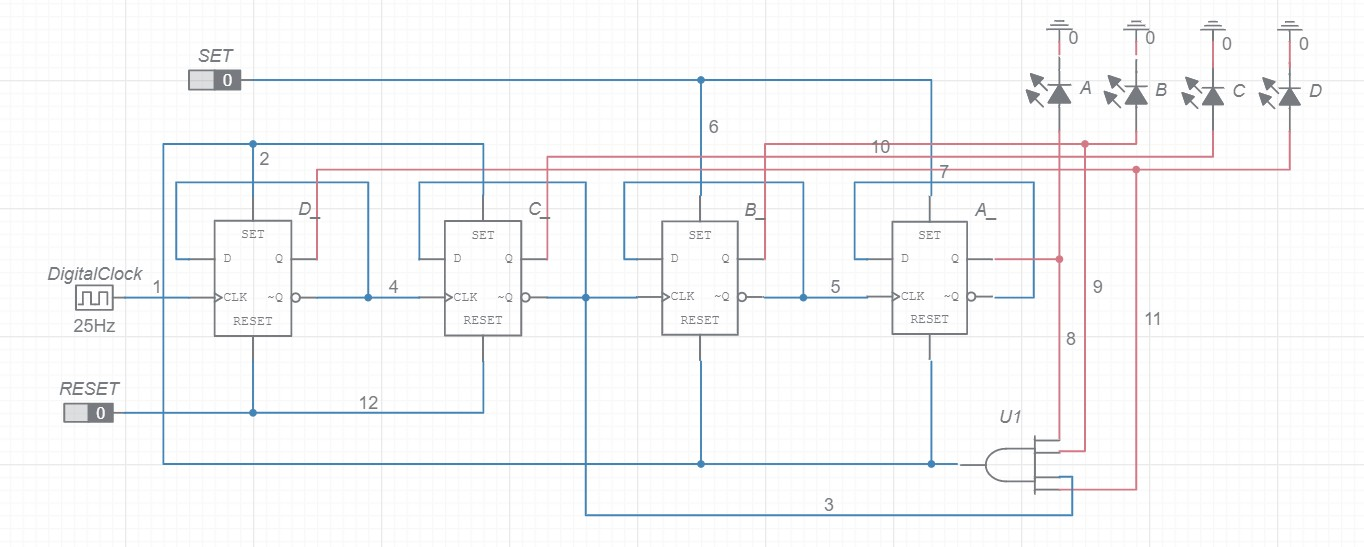 SET
0
0
0
0
0
A
B
C
D
6
10
2
7
D_
C_
B_
A_
SET
D
Q
CLK
~Q
RESET
SET
D
Q
CLK
~Q
RESET
SET
D
Q
CLK
~Q
RESET
SET
D
Q
CLK
~Q
RESET
DigitalClock
1
25Hz
4
5
9
11
8
RESET
0
12
U1
3